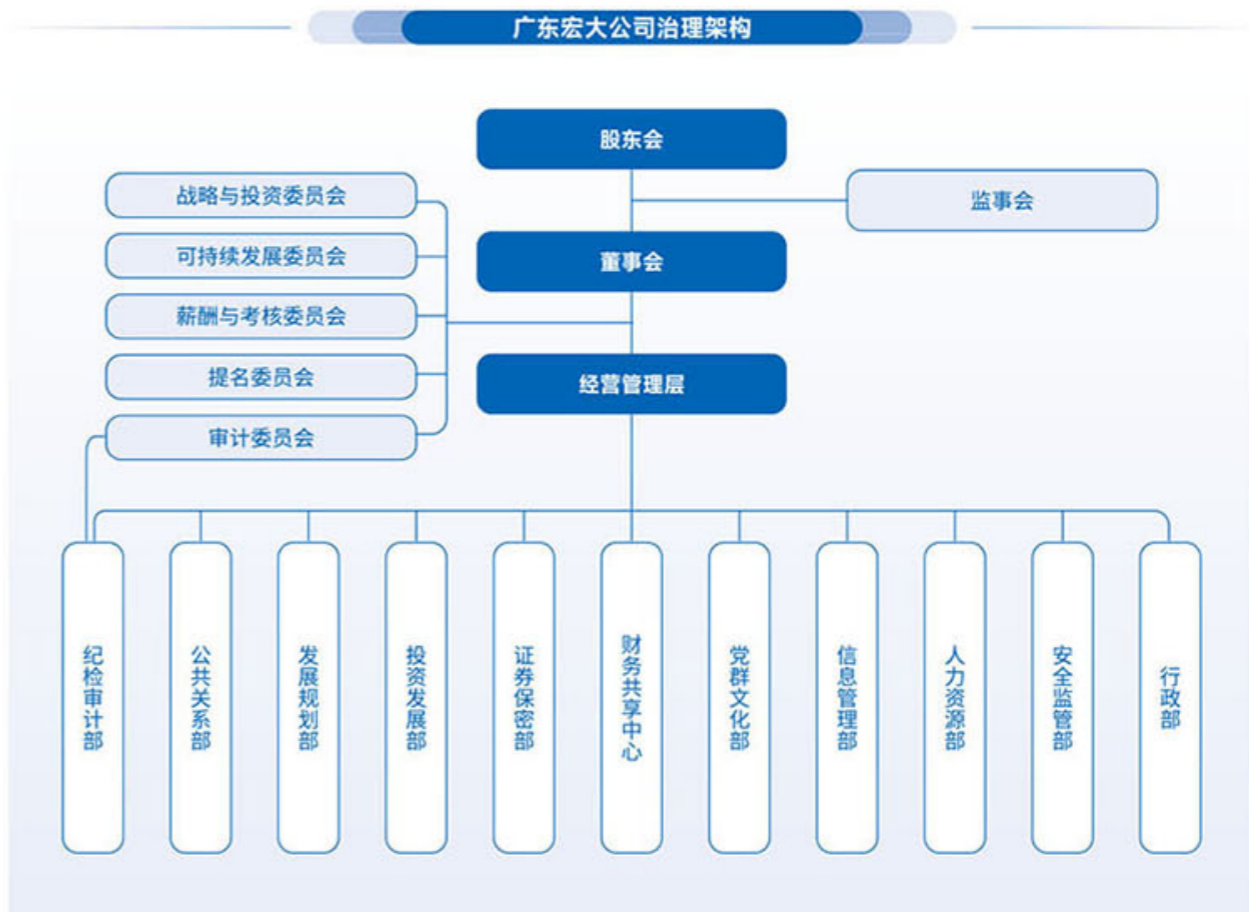 广东宏大公司治理架构
股东会
战略与投资委员会
监事会
可持续发展委员会
董事会
薪酬与考核委员会
提名委员会
经营管理层
审计委员会
纪检审计部
公共关系部
发展规划部
投资发展部
证券保密部
财务共享中心
党群文化部
信息管理部
人力资源部
安全监管部
行政部